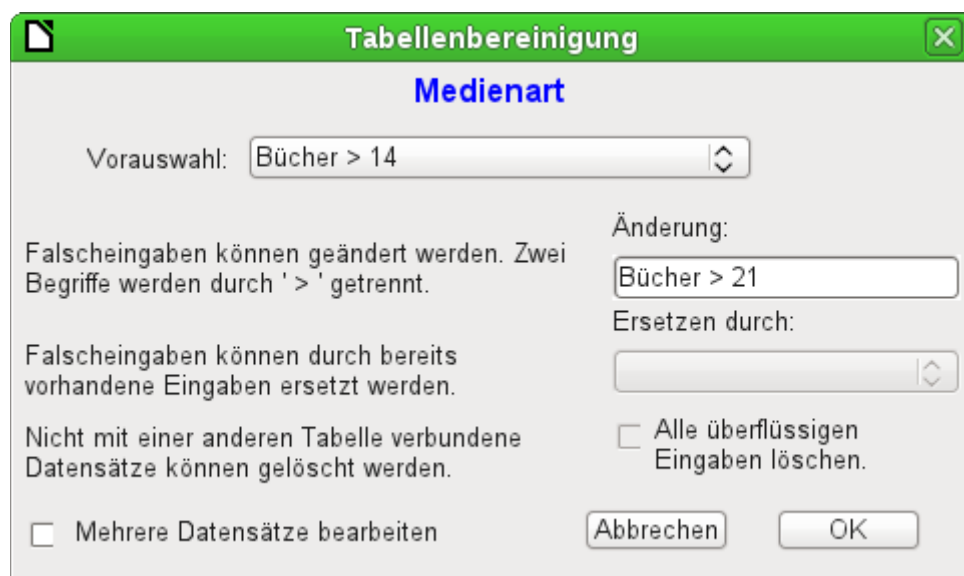 Tabellenbereinigung
Medienart
Vorauswahl: Bücher > 14
Falscheingaben können geändert werden. Zwei
Begriffe werden durch ' > ' getrennt.
Änderung:
Bücher > 21
Ersetzen durch:
Falscheingaben können durch bereits
vorhandene Eingaben ersetzt werden.
Nicht mit einer anderen Tabelle verbundene
Datensätze können gelöscht werden.
Alle überflüssigen
Eingaben löschen.
Mehrere Datensätze bearbeiten
Abbrechen
OK